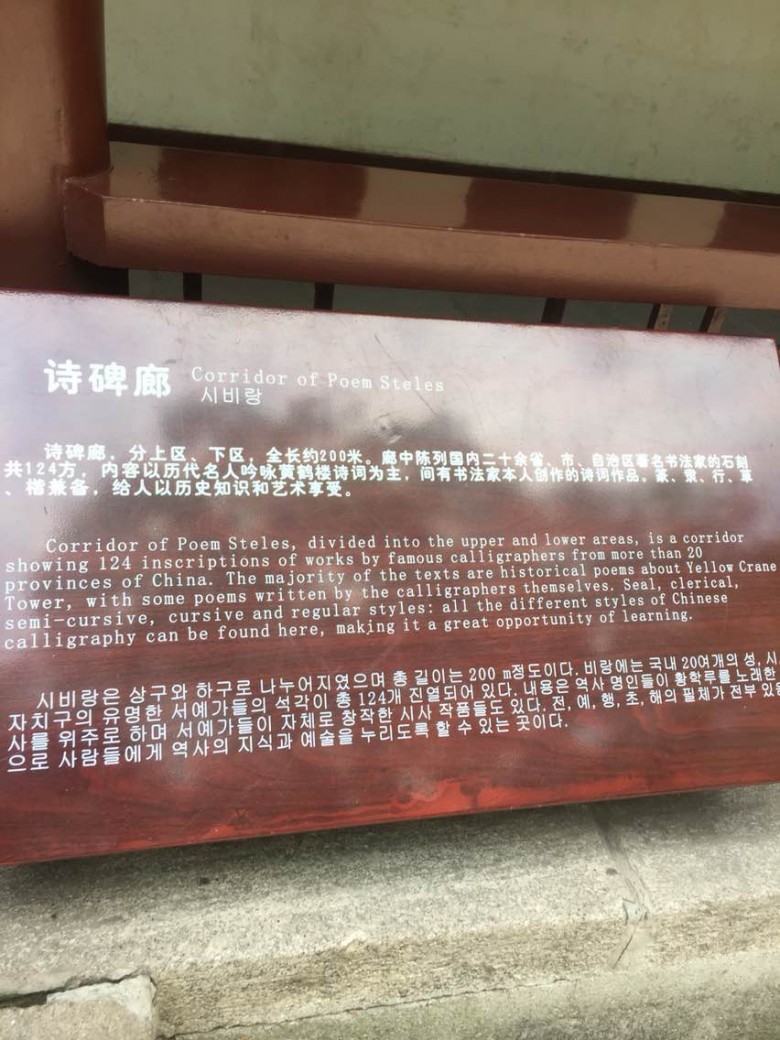 诗碑廊 Corridor of Poem Steles
시비랑
诗碑廊，分上区、下区，全长约200米。廊中陈列国内二十余省、市、自治区著名书法家的石刻
共124方，内容以历代名人吟咏黄鹤楼诗词为主，间有书法家本人创作的诗词作品，篆、隶、行、草
、楷兼备，给人以历史知识和艺术享受。
Corridor of Poem Steles, divided into the upper and lower areas, is a corridor
showing 124 inscriptions of works by famous calligraphers from more than 20
provinces of China. The majority of the texts are historical poems about Yellow Crane
Tower, with some poems written by the calligraphers themselves. Seal, clerical,
semi-cursive, cursive and regular styles: all the different styles of Chinese
calligraphy can be found here, making it a great opportunity of learning.
시비랑은 상구와 하구로 나누어지였으며 총 길이는 200 m정도이다. 비랑에는 국내 20여개의 성, 시
자치구의 유명한 서예가들의 석각이 총 124개 진열되어 있다. 내용은 역사 명인들이 황학루를 노래한
사를 위주로 하며 서예가들이 자체로 창작한 시사 작품들도 있다. 전, 예, 행, 초, 해의 필체가 전부 있
으로 사람들에게 역사의 지식과 예술을 누리도록 할 수 있는 곳이다.